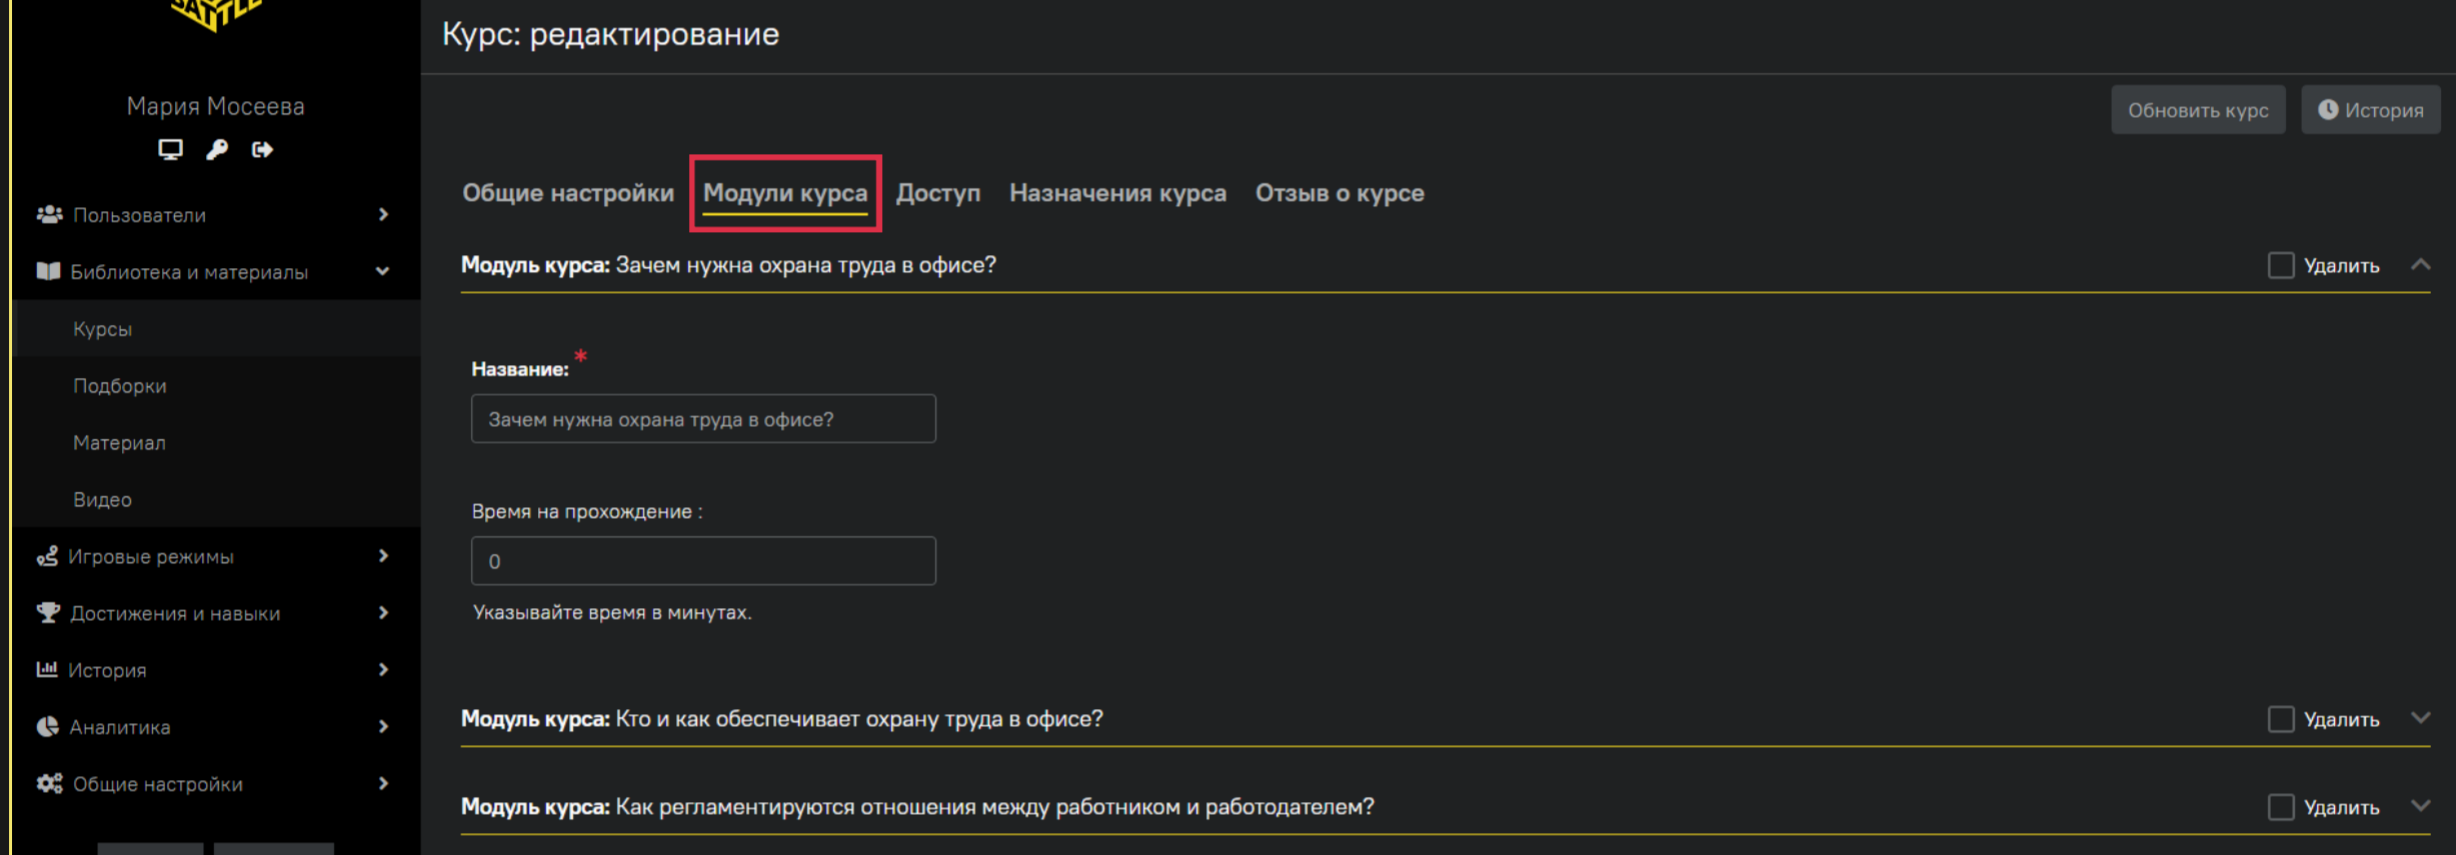 BATTLE
Мария Мосеева
Пользователи
Библиотека и материалы
Курсы
Подборки
Материал
Видео
Игровые режимы
Достижения и навыки
История
Аналитика
Общие настройки
Курс: редактирование
Обновить курс
История
Общие настройки Модули курса Доступ Назначения курса Отзыв о курсе
Модуль курса: Зачем нужна охрана труда в офисе? Удалить
Название: *
Зачем нужна охрана труда в офисе?
Время на прохождение :
0
Указывайте время в минутах.
Модуль курса: Кто и как обеспечивает охрану труда в офисе? Удалить
Модуль курса: Как регламентируются отношения между работником и работодателем? Удалить